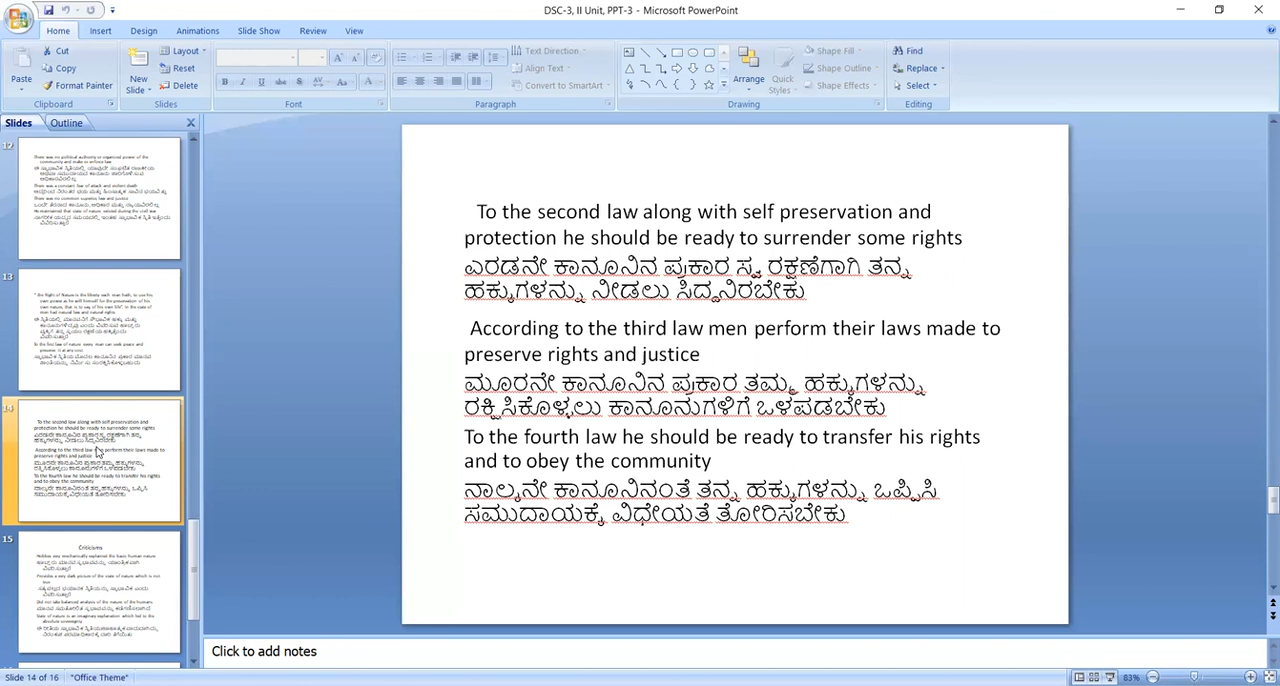 DSC-3, II Unit, PPT-3 - Microsoft PowerPoint
Home Insert Design Animations Slide Show Review View
Cut Layout Text Direction Shape Fill Find
Paste Copy New Slide Reset Align Text Arrange Quick Styles Shape Outline Replace
Format Painter Delete Convert to SmartArt Shape Effects Select
Clipboard Slides Font Paragraph Drawing Editing
Slides Outline
12
13
14
15
Criticisms
To the second law along with self preservation and
protection he should be ready to surrender some rights
ಎರಡನೇ ಕಾನೂನಿನ ಪ್ರಕಾರ ಸ್ವ ರಕ್ಷಣೆಗಾಗಿ ತನ್ನ
ಹಕ್ಕುಗಳನ್ನು ನೀಡಲು ಸಿದ್ದನಿರಬೇಕು
According to the third law men perform their laws made to
preserve rights and justice
ಮೂರನೇ ಕಾನೂನಿನ ಪ್ರಕಾರ ತಮ್ಮ ಹಕ್ಕುಗಳನ್ನು
ರಕ್ಷಿಸಿಕೊಳ್ಳಲು ಕಾನೂನುಗಳಿಗೆ ಒಳಪಡಬೇಕು
To the fourth law he should be ready to transfer his rights
and to obey the community
ನಾಲ್ಕನೇ ಕಾನೂನಿನಂತೆ ತನ್ನ ಹಕ್ಕುಗಳನ್ನು ಒಪ್ಪಿಸಿ
ಸಮುದಾಯಕ್ಕೆ ವಿಧೇಯತೆ ತೋರಿಸಬೇಕು
Click to add notes
Slide 14 of 16 "Office Theme" 83%